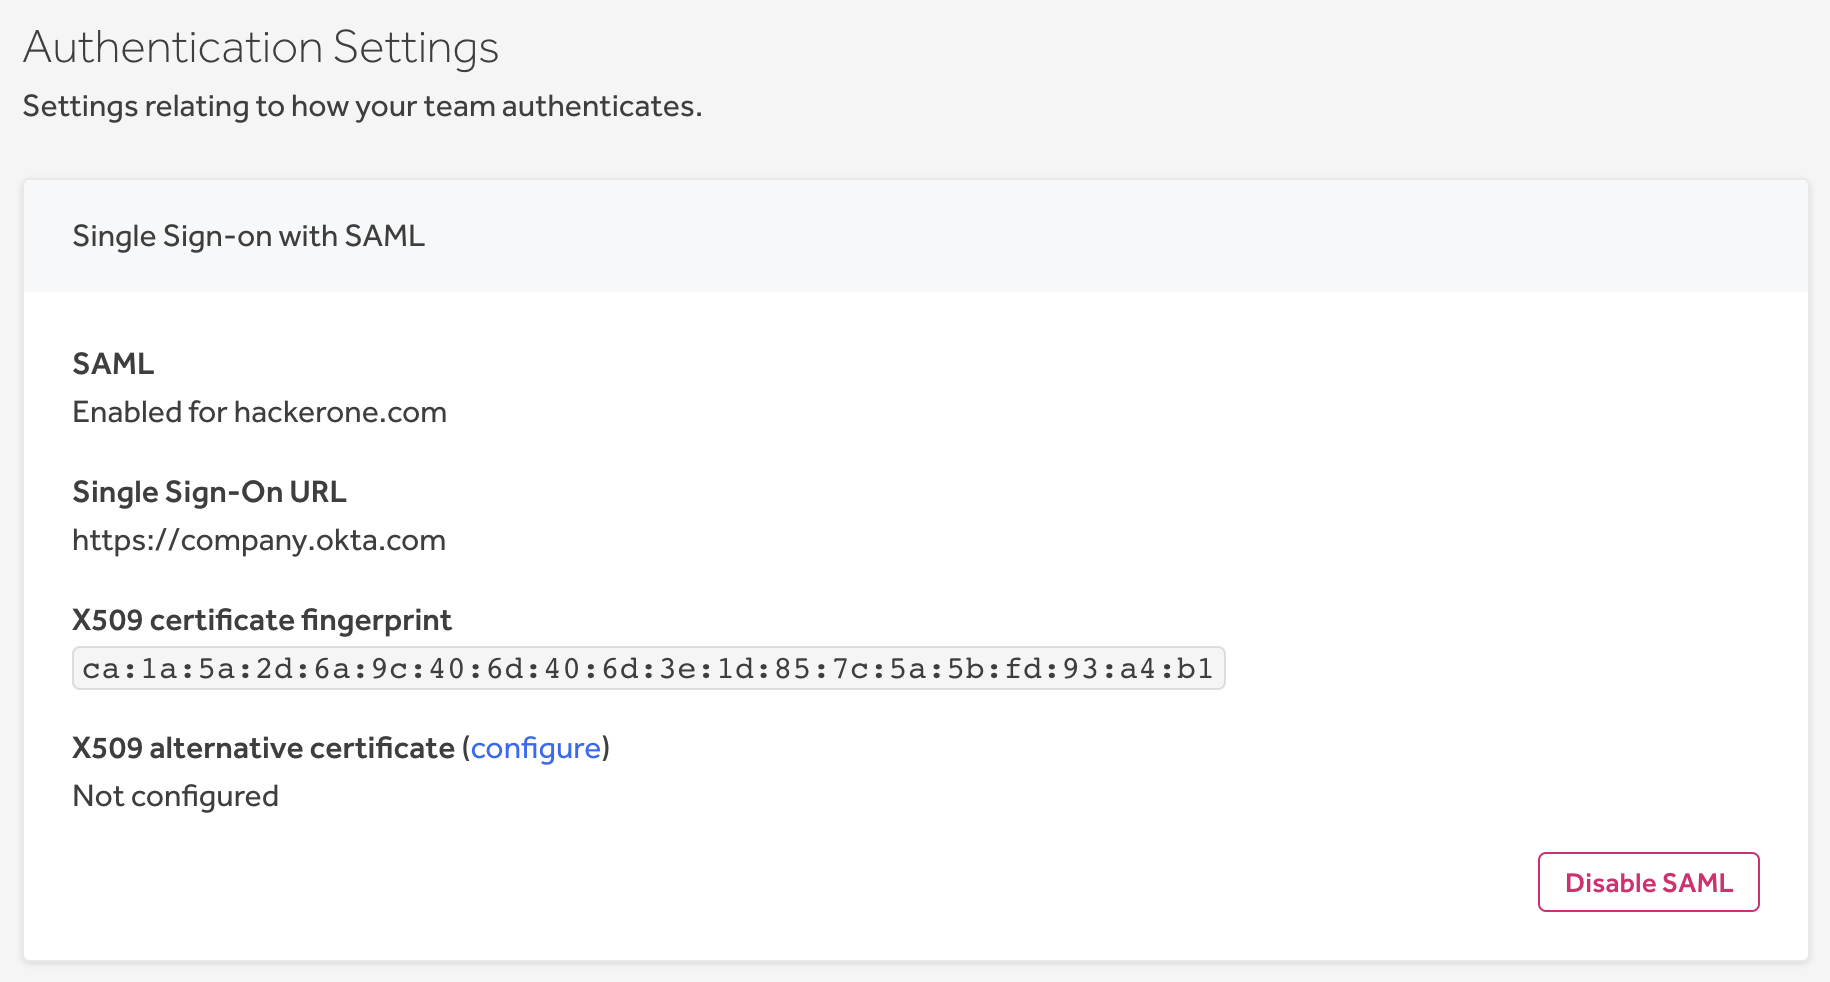 Authentication Settings
Settings relating to how your team authenticates.
Single Sign-on with SAML
SAML
Enabled for hackerone.com
Single Sign-On URL
https://company.okta.com
X509 certificate fingerprint
ca:1a:5a:2d:6a:9c:40:6d:40:6d:3e:1d:85:7c:5a:5b:fd:93:a4:b1
X509 alternative certificate (configure)
Not configured
Disable SAML